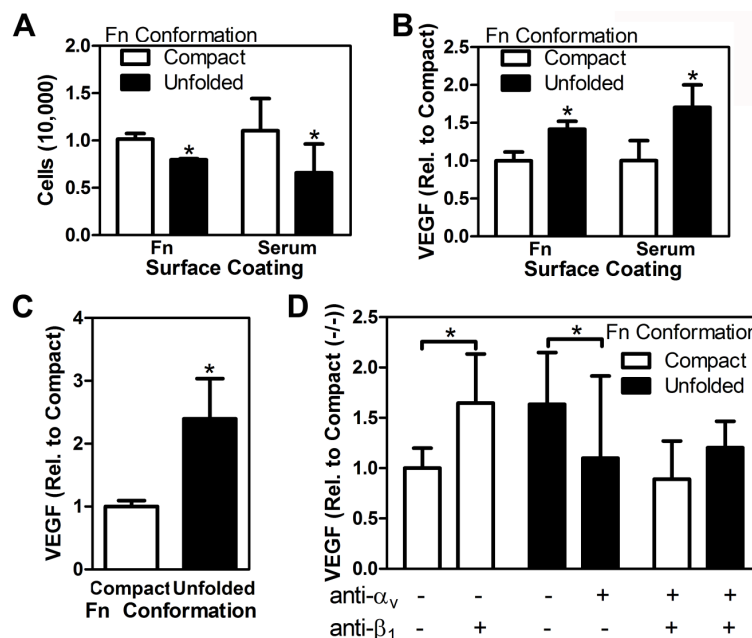 A
Fn Conformation
Compact
Unfolded
Cells (10,000)
2.0
1.5
1.0
0.5
0.0
*
*
Fn
Serum
Surface Coating
B
Fn Conformation
Compact
Unfolded
VEGF (Rel. to Compact)
2.5
2.0
1.5
1.0
0.5
0.0
*
*
Fn
Serum
Surface Coating
C
VEGF (Rel. to Compact)
4
3
2
1
0
*
Compact Unfolded
Fn Conformation
D
Fn Conformation
Compact
Unfolded
VEGF (Rel. to Compact (-/-))
2.5
2.0
1.5
1.0
0.5
0.0
*
*
anti-αv - - - + + +
anti-β1 - + - - + +